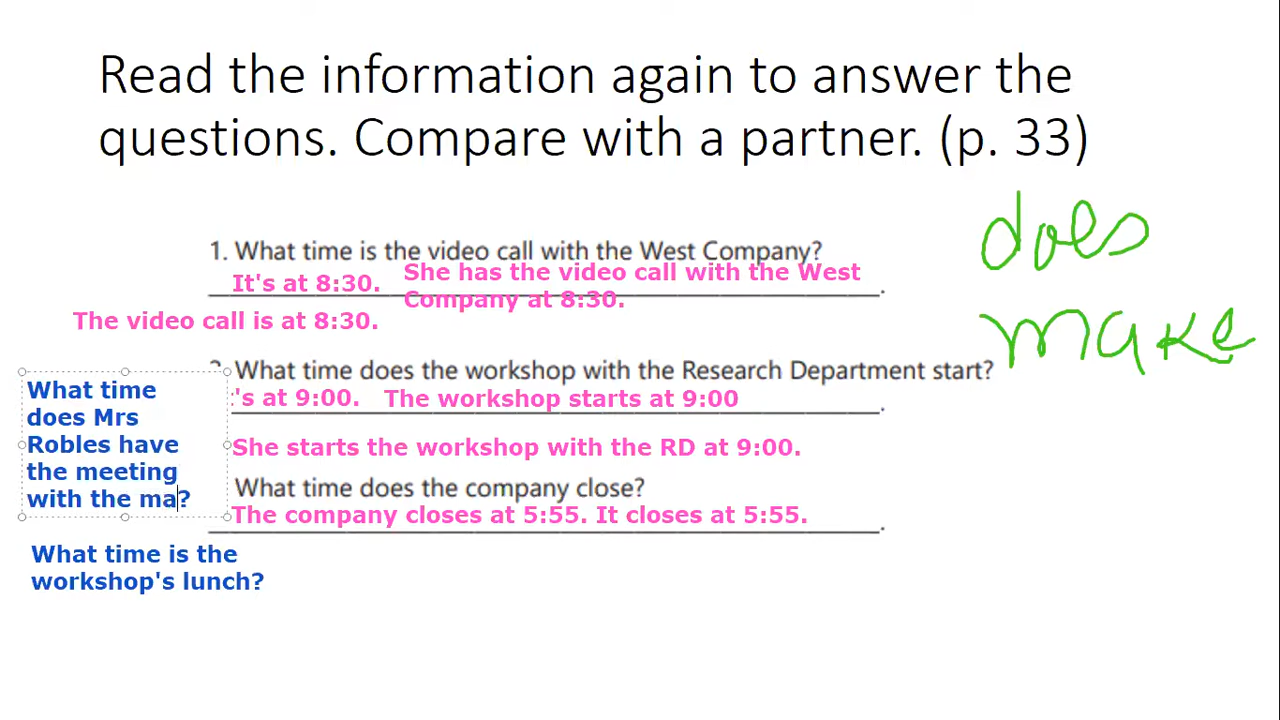 Read the information again to answer the
questions. Compare with a partner. (p. 33)
does
make
1. What time is the video call with the West Company?
It's at 8:30.
She has the video call with the West
Company at 8:30.
The video call is at 8:30.
What time does the workshop with the Research Department start?
's at 9:00. The workshop starts at 9:00
She starts the workshop with the RD at 9:00.
What time does the company close?
The company closes at 5:55. It closes at 5:55.
What time
does Mrs
Robles have
the meeting
with the ma?
What time is the
workshop's lunch?